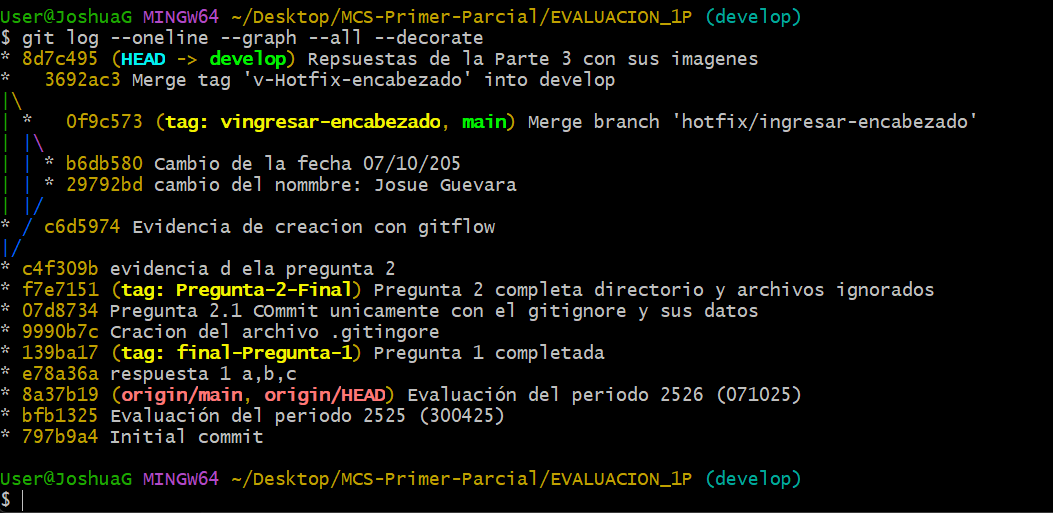 User@JoshuaG MINGW64 ~/Desktop/MCS-Primer-Parcial/EVALUACION_1P (develop)
$ git log --oneline --graph --all --decorate
* 8d7c495 (HEAD -> develop) Repsuestas de la Parte 3 con sus imagenes
*   3692ac3 Merge tag 'v-Hotfix-encabezado' into develop
|\
| *   0f9c573 (tag: vingresar-encabezado, main) Merge branch 'hotfix/ingresar-encabezado'
| |\
| | * b6db580 Cambio de la fecha 07/10/205
| | * 29792bd cambio del nommbre: Josue Guevara
| |/
* / c6d5974 Evidencia de creacion con gitflow
|/
* c4f309b evidencia d ela pregunta 2
* f7e7151 (tag: Pregunta-2-Final) Pregunta 2 completa directorio y archivos ignorados
* 07d8734 Pregunta 2.1 COmmit unicamente con el gitignore y sus datos
* 9990b7c Cracion del archivo .gitingore
* 139ba17 (tag: final-Pregunta-1) Pregunta 1 completada
* e78a36a respuesta 1 a,b,c
* 8a37b19 (origin/main, origin/HEAD) Evaluación del periodo 2526 (071025)
* bfb1325 Evaluación del periodo 2525 (300425)
* 797b9a4 Initial commit
User@JoshuaG MINGW64 ~/Desktop/MCS-Primer-Parcial/EVALUACION_1P (develop)
$